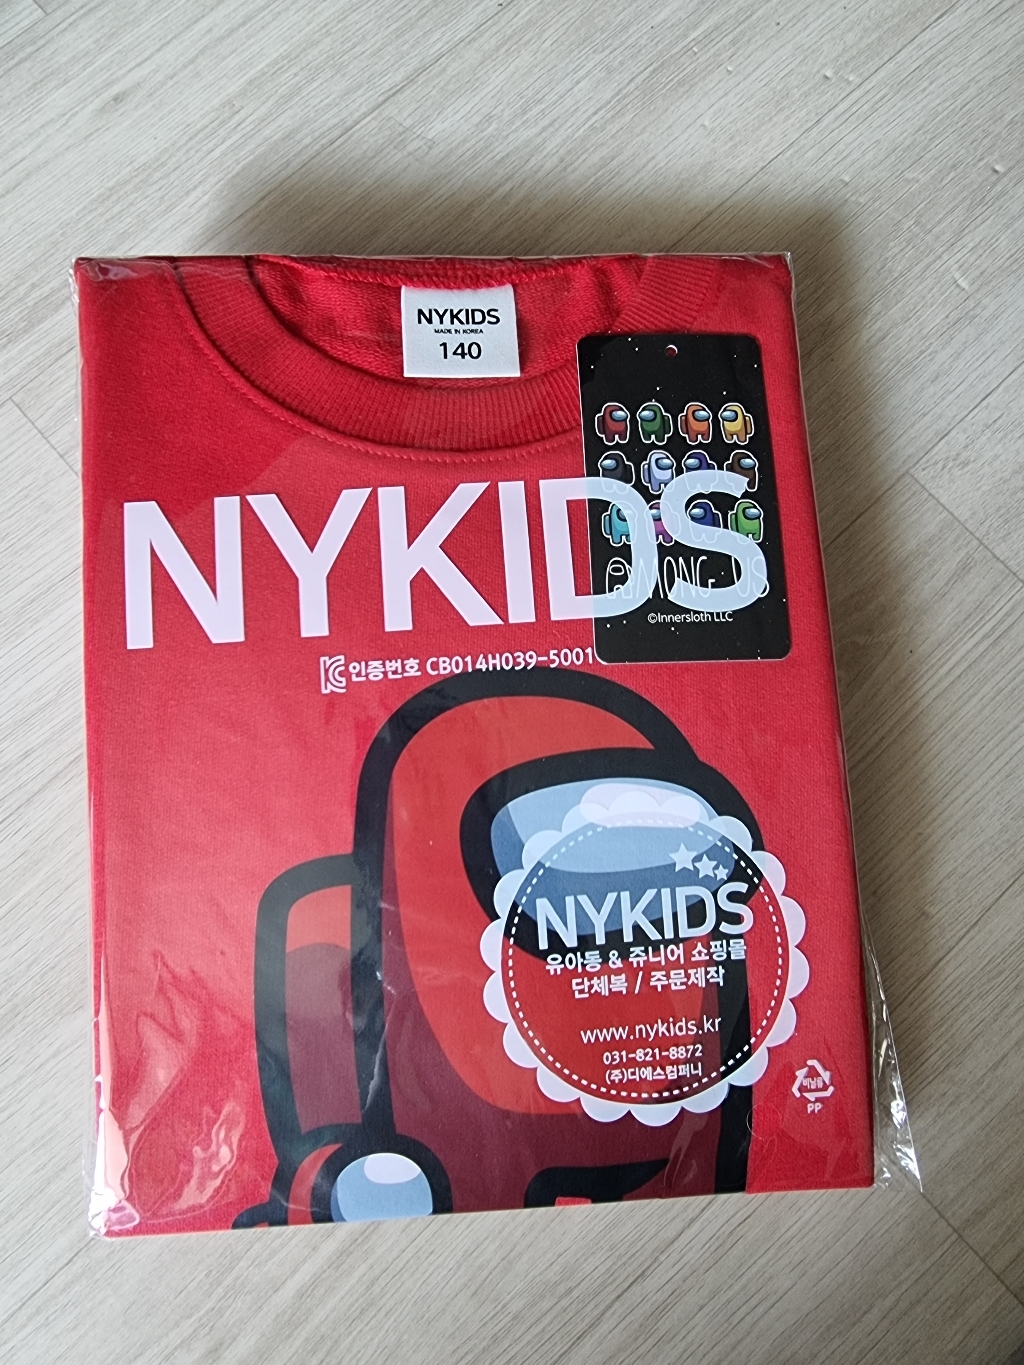 NYKIDS
MADE IN KOREA
140
NYKIDS
AMONG US
©Innersloth LLC
KC 인증번호 CB014H039-5001
NYKIDS
유아동 & 쥬니어 쇼핑몰
단체복 / 주문제작
www.nykids.kr
031-821-8872
(주)디에스컴퍼니
비닐류
PP